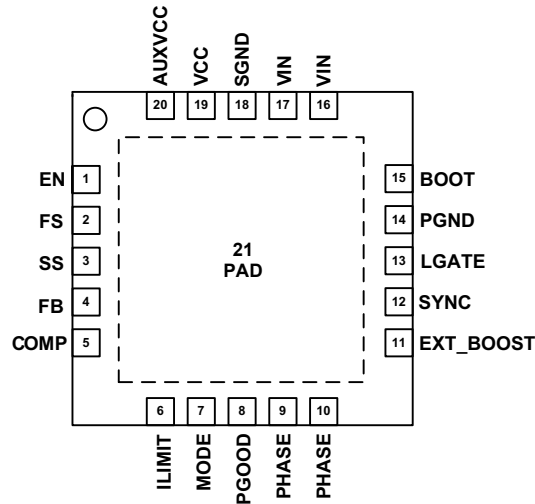 AUXVCC
VCC
SGND
VIN
VIN
20
19
18
17
16
EN
1
FS
2
SS
3
FB
4
COMP
5
21
PAD
15
BOOT
14
PGND
13
LGATE
12
SYNC
11
EXT_BOOST
6
7
8
9
10
ILIMIT
MODE
PGOOD
PHASE
PHASE